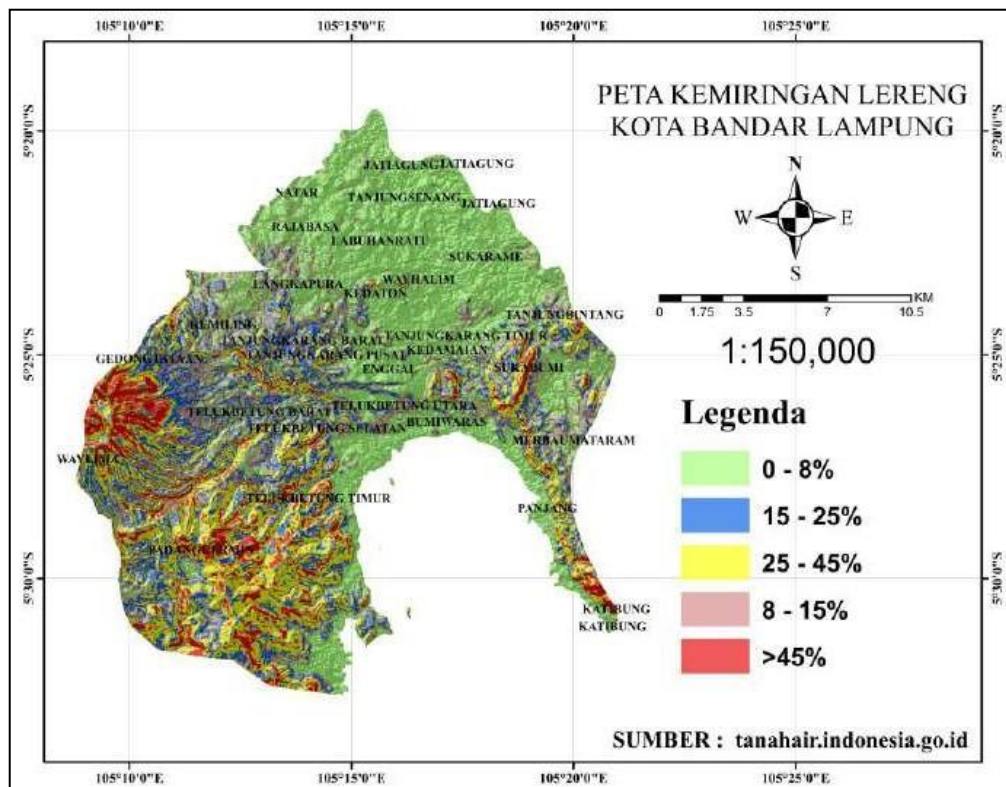 105°10'0"E 105°15'0"E 105°20'0"E 105°25'0"E
PETA KEMIRINGAN LERENG
KOTA BANDAR LAMPUNG
N
W E
S
KM
0 1.75 3.5 7 10.5
1:150,000
Legenda
0 - 8%
15 - 25%
25 - 45%
8 - 15%
>45%
SUMBER : tanahair.indonesia.go.id
5°20'0"S 5°20'0"S
5°25'0"S 5°25'0"S
5°30'0"S 5°30'0"S
JATIAGUNG JATIAGUNG
NATAR
TANJUNGSENANG
JATIAGUNG
RAJABASA
LABUHANRATU
SUKARAME
WAYHALIM
LANGKAPURA
KEDATON
TANJUNGBINTANG
KEMILING
TANJUNGKARANG BARAT
TANJUNGKARANG TIMUR
TANJUNGKARANG PUSAT
KEDAMAIAN
GEDONGTATAAN
ENGGAL
SUKABUMI
TELUKBETUNG BARAT
TELUKBETUNG UTARA
TELUKBETUNG SELATAN
BUMIWARAS
MERBAUMATARAM
WAYLIMA
TELUKBETUNG TIMUR
PANJANG
PADANGCERMIN
KATIBUNG
KATIBUNG
105°10'0"E 105°15'0"E 105°20'0"E 105°25'0"E